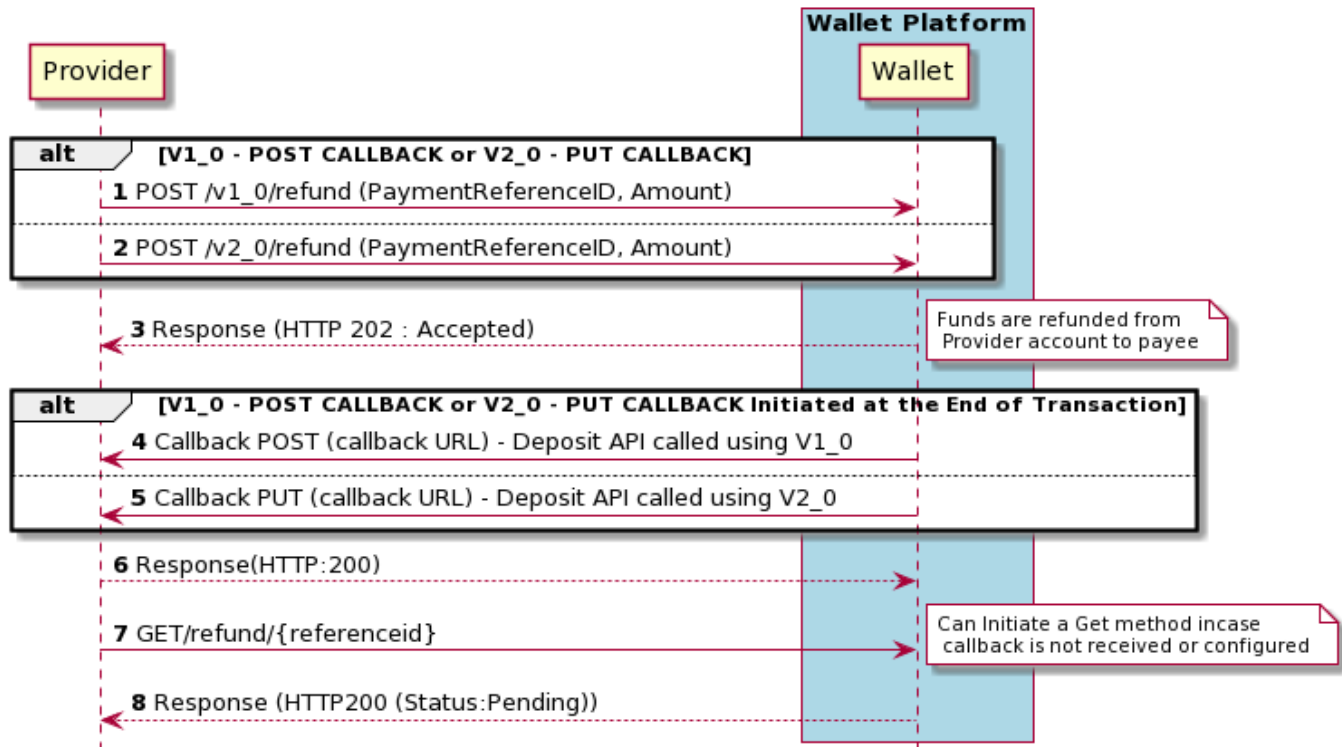 Wallet Platform
Provider
Wallet
alt [V1_0 - POST CALLBACK or V2_0 - PUT CALLBACK]
1 POST /v1_0/refund (PaymentReferenceID, Amount)
2 POST /v2_0/refund (PaymentReferenceID, Amount)
3 Response (HTTP 202 : Accepted)
Funds are refunded from
Provider account to payee
alt [V1_0 - POST CALLBACK or V2_0 - PUT CALLBACK Initiated at the End of Transaction]
4 Callback POST (callback URL) - Deposit API called using V1_0
5 Callback PUT (callback URL) - Deposit API called using V2_0
6 Response(HTTP:200)
7 GET/refund/{referenceid}
Can Initiate a Get method incase
callback is not received or configured
8 Response (HTTP200 (Status:Pending))